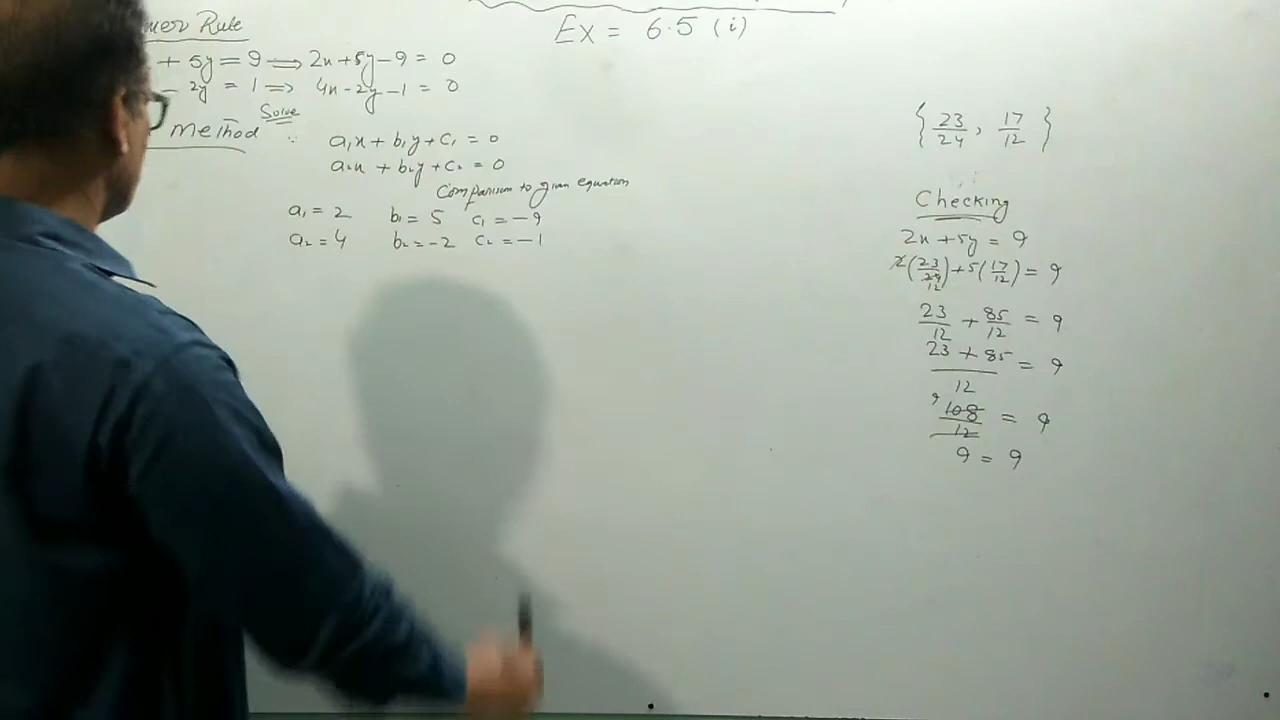 Rule
Ex = 6.5 (i)
+ 5y = 9 ⟹ 2x+5y-9 = 0
- 2y = 1 ⟹ 4x-2y-1 = 0
Solve
Method ∵ a₁x + b₁y + c₁ = 0
a₂x + b₂y + c₂ = 0
Comparison to given equation
a₁ = 2 b₁ = 5 c₁ = -9
a₂ = 4 b₂ = -2 c₂ = -1
{ 23/24 , 17/12 }
Checking
2x + 5y = 9
2(23/24) + 5(17/12) = 9
12
23/12 + 85/12 = 9
23 + 85 / 12 = 9
9 108/12 = 9
9 = 9